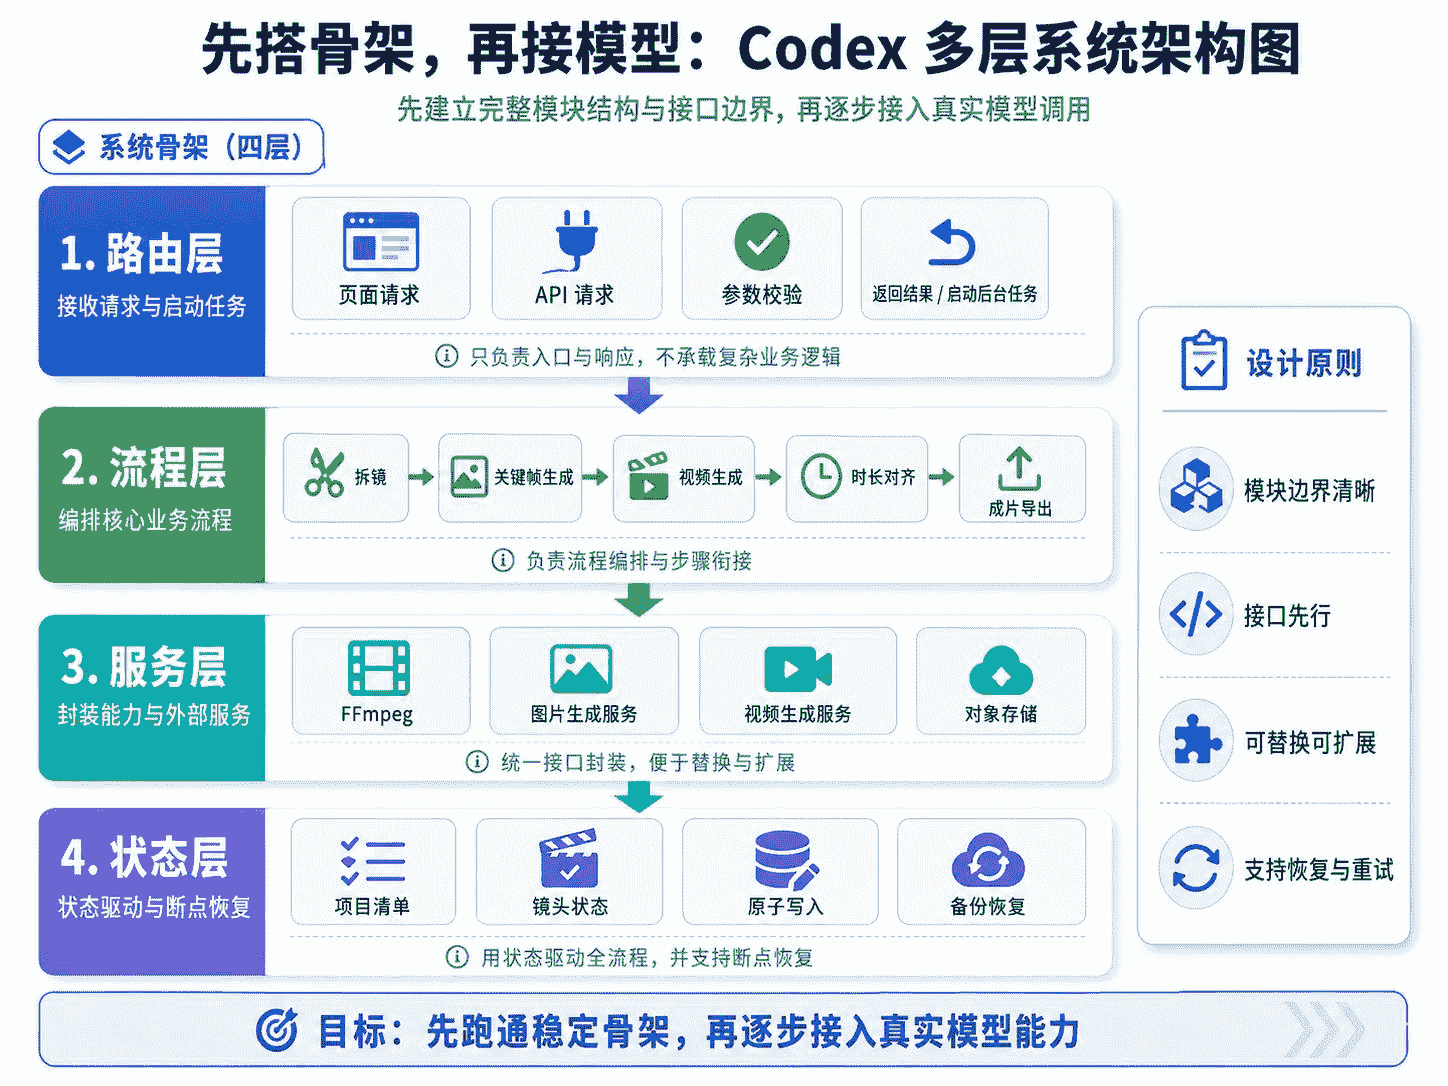 先搭骨架，再接模型：Codex 多层系统架构图
先建立完整模块结构与接口边界，再逐步接入真实模型调用
系统骨架（四层）
1. 路由层
接收请求与启动任务
页面请求
API 请求
参数校验
返回结果 / 启动后台任务
只负责入口与响应，不承载复杂业务逻辑
2. 流程层
编排核心业务流程
拆镜
关键帧生成
视频生成
时长对齐
成片导出
负责流程编排与步骤衔接
3. 服务层
封装能力与外部服务
FFmpeg
图片生成服务
视频生成服务
对象存储
统一接口封装，便于替换与扩展
4. 状态层
状态驱动与断点恢复
项目清单
镜头状态
原子写入
备份恢复
用状态驱动全流程，并支持断点恢复
设计原则
模块边界清晰
接口先行
可替换可扩展
支持恢复与重试
目标：先跑通稳定骨架，再逐步接入真实模型能力